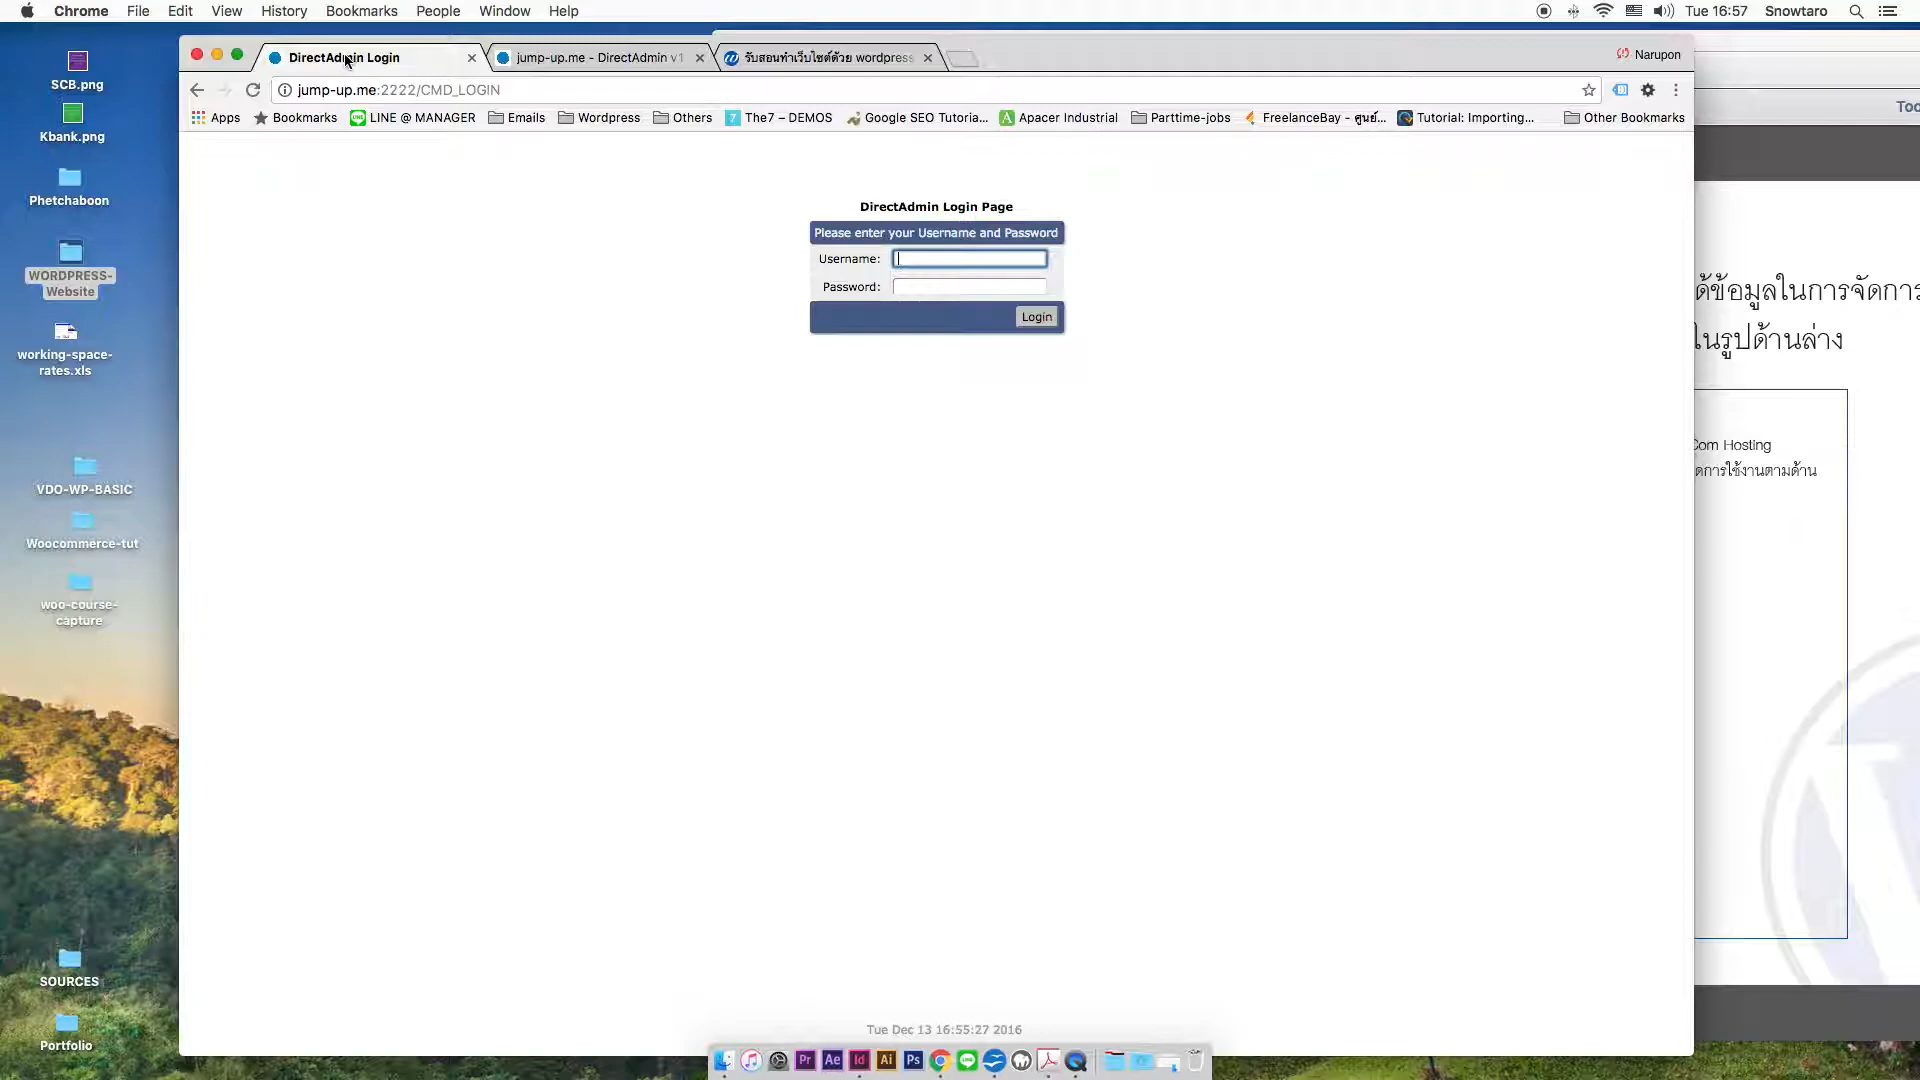 Chrome File Edit View History Bookmarks People Window Help Tue 16:57 Snowtaro
DirectAdmin Login jump-up.me - DirectAdmin v1 รับสอนทำเว็บไซต์ด้วย wordpress Narupon
jump-up.me:2222/CMD_LOGIN
Apps Bookmarks LINE @ MANAGER Emails Wordpress Others The7 – DEMOS Google SEO Tutoria... Apacer Industrial Parttime-jobs FreelanceBay - ศูนย์... Tutorial: Importing... Other Bookmarks
Too
SCB.png
Kbank.png
Phetchaboon
WORDPRESS-
Website
working-space-
rates.xls
VDO-WP-BASIC
Woocommerce-tut
woo-course-
capture
SOURCES
Portfolio
DirectAdmin Login Page
Please enter your Username and Password
Username:
Password:
Login
Tue Dec 13 16:55:27 2016
ด้ข้อมูลในการจัดการ
ในรูปด้านล่าง
Com Hosting
ดการใช้งานตามด้าน
Pr Ae Id Ai Ps